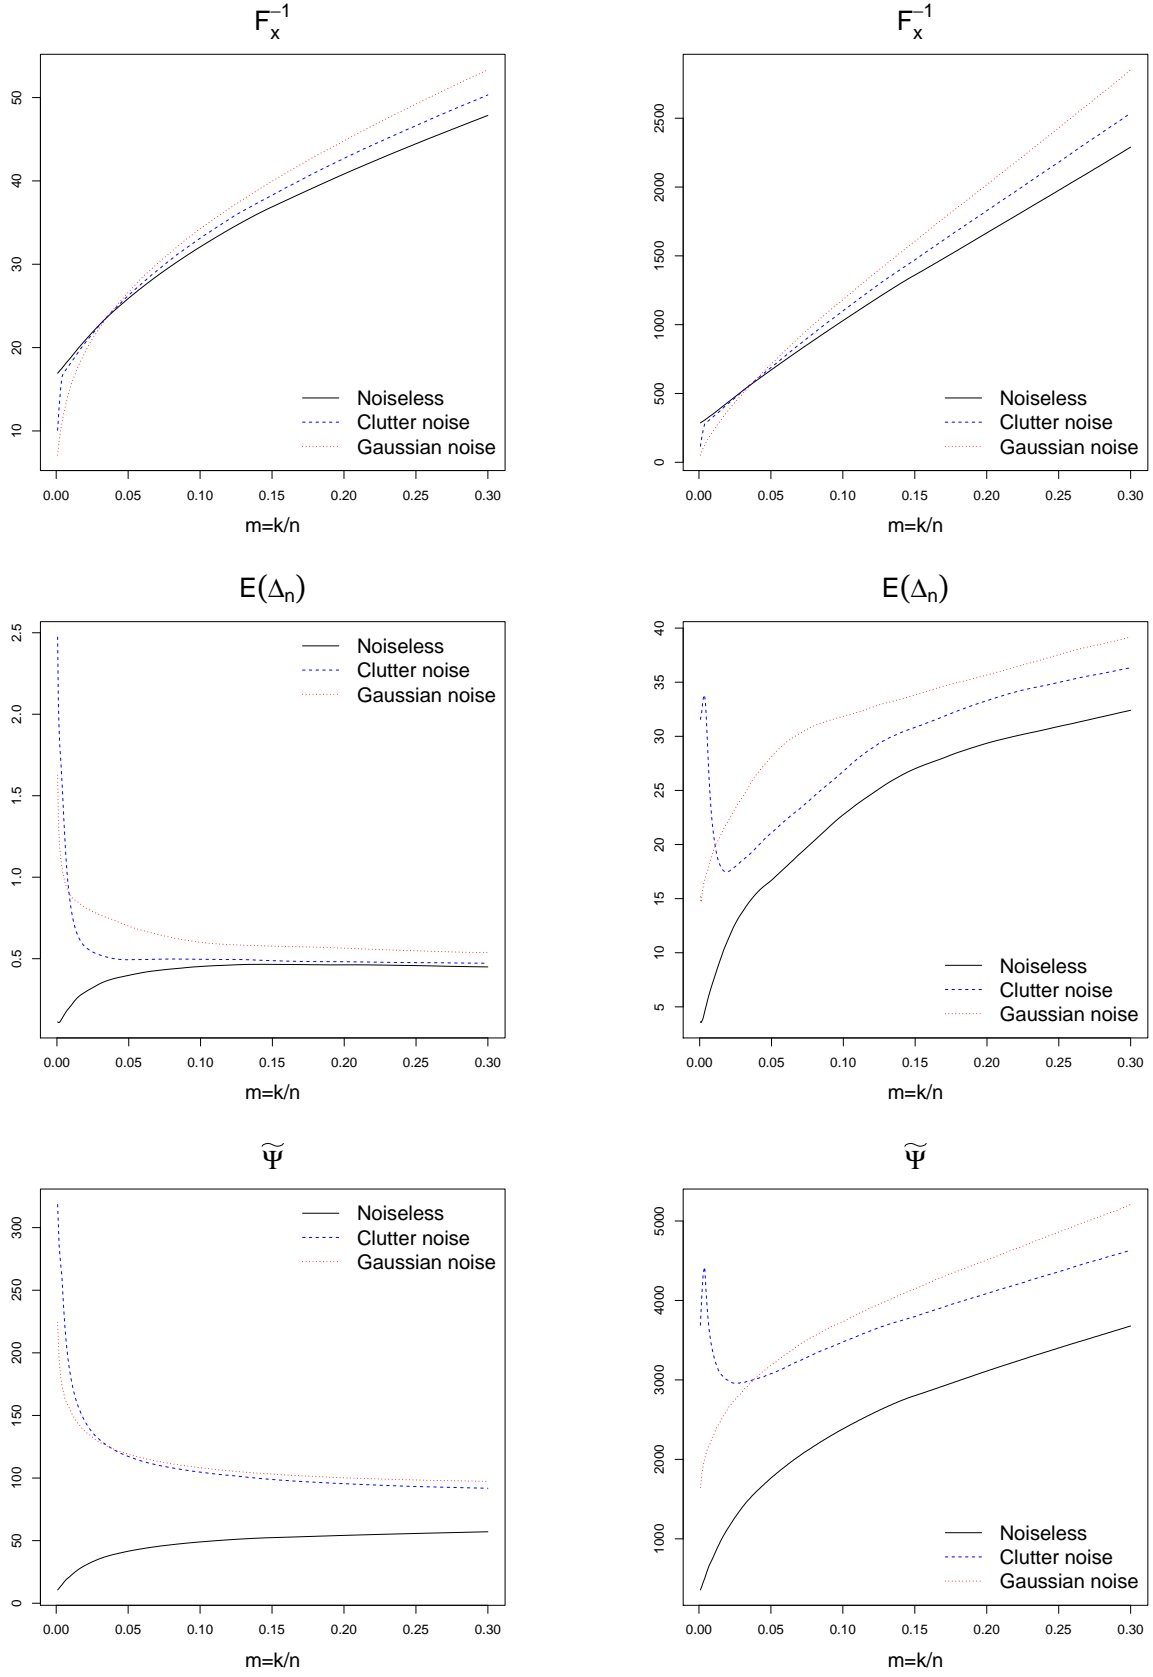 F_x^{-1}
50
40
30
20
10
Noiseless
Clutter noise
Gaussian noise
0.00 0.05 0.10 0.15 0.20 0.25 0.30
m=k/n
F_x^{-1}
2500
2000
1500
1000
500
0
Noiseless
Clutter noise
Gaussian noise
0.00 0.05 0.10 0.15 0.20 0.25 0.30
m=k/n
E(Δ_n)
2.5
2.0
1.5
1.0
0.5
Noiseless
Clutter noise
Gaussian noise
0.00 0.05 0.10 0.15 0.20 0.25 0.30
m=k/n
E(Δ_n)
40
35
30
25
20
15
10
5
Noiseless
Clutter noise
Gaussian noise
0.00 0.05 0.10 0.15 0.20 0.25 0.30
m=k/n
Ψ̃
300
250
200
150
100
50
0
Noiseless
Clutter noise
Gaussian noise
0.00 0.05 0.10 0.15 0.20 0.25 0.30
m=k/n
Ψ̃
5000
4000
3000
2000
1000
Noiseless
Clutter noise
Gaussian noise
0.00 0.05 0.10 0.15 0.20 0.25 0.30
m=k/n